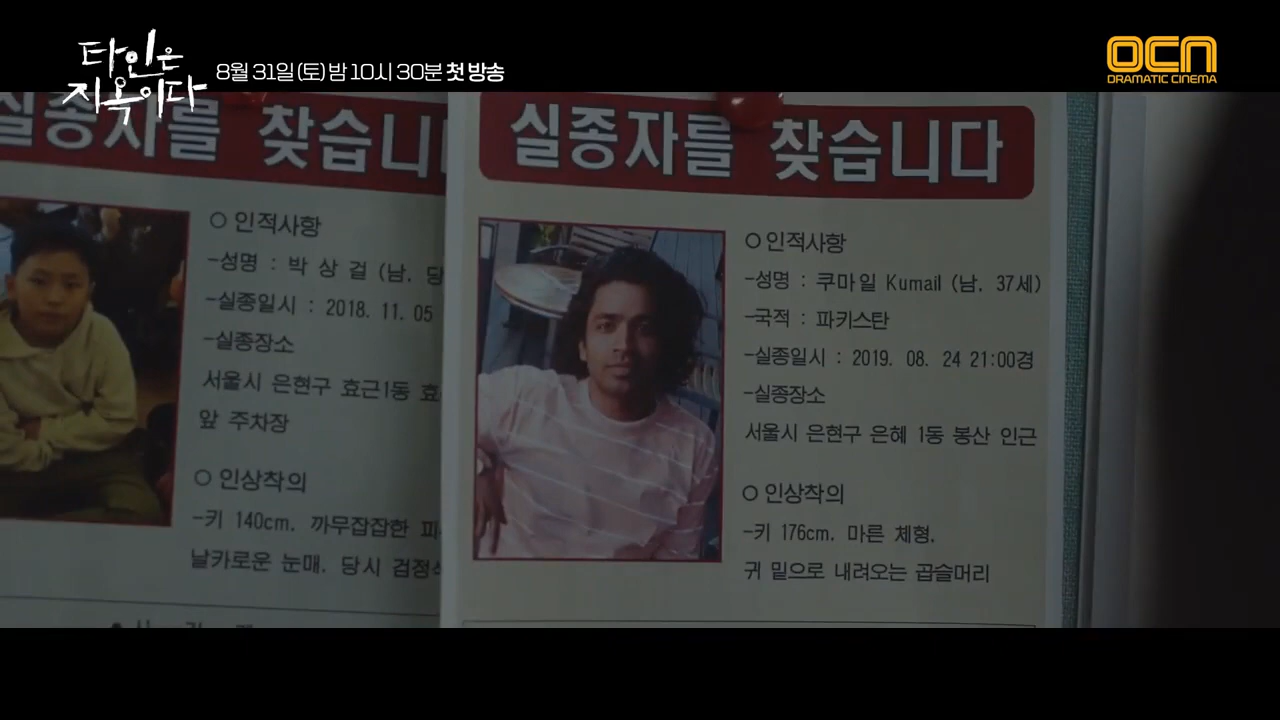 타인은
지옥이다
8월 31일(토) 밤 10시 30분 첫 방송
OCN
DRAMATIC CINEMA
실종자를 찾습니다
○ 인적사항
-성명 : 박 상 걸 (남. 당
-실종일시 : 2018. 11. 05
-실종장소
서울시 은현구 효근1동 효
앞 주차장
○ 인상착의
-키 140cm. 까무잡잡한 피
날카로운 눈매. 당시 검정색
실종자를 찾습니다
○ 인적사항
-성명 : 쿠마일 Kumail (남. 37세)
-국적 : 파키스탄
-실종일시 : 2019. 08. 24 21:00경
-실종장소
서울시 은현구 은혜 1동 봉산 인근
○ 인상착의
-키 176cm. 마른 체형.
귀 밑으로 내려오는 곱슬머리